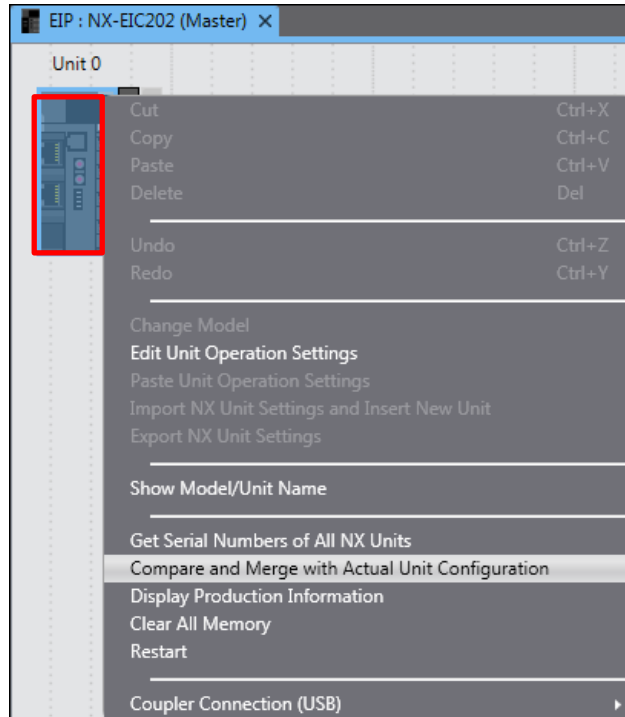 EIP : NX-EIC202 (Master) ×
Unit 0
Cut Ctrl+X
Copy Ctrl+C
Paste Ctrl+V
Delete Del
Undo Ctrl+Z
Redo Ctrl+Y
Change Model
Edit Unit Operation Settings
Paste Unit Operation Settings
Import NX Unit Settings and Insert New Unit
Export NX Unit Settings
Show Model/Unit Name
Get Serial Numbers of All NX Units
Compare and Merge with Actual Unit Configuration
Display Production Information
Clear All Memory
Restart
Coupler Connection (USB)